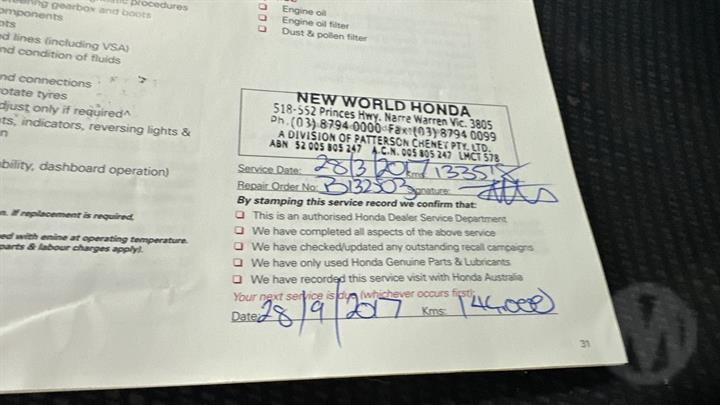 procedures
gearbox and boots
components
Engine oil
Engine oil filter
Dust & pollen filter
d lines (including VSA)
nd condition of fluids
nd connections
otate tyres
djust only if required^
ts, indicators, reversing lights &
n
bility, dashboard operation)
n. If replacement is required,
ed with enine at operating temperature.
parts & labour charges apply).
NEW WORLD HONDA
518-552 Princes Hwy. Narre Warren Vic. 3805
Ph. (03) 8794 0000 Fax: (03) 8794 0099
A DIVISION OF PATTERSON CHENEY PTY. LTD.
ABN 52 005 805 247 A.C.N. 005 805 247 LMCT 578
Service Date: 28/3/2017 Kms: 133518
Repair Order No: B132503 Signature:
By stamping this service record we confirm that:
This is an authorised Honda Dealer Service Department
We have completed all aspects of the above service
We have checked/updated any outstanding recall campaigns
We have only used Honda Genuine Parts & Lubricants
We have recorded this service visit with Honda Australia
Your next service is due (whichever occurs first):
Date: 28/9/2017 Kms: 144,000
31